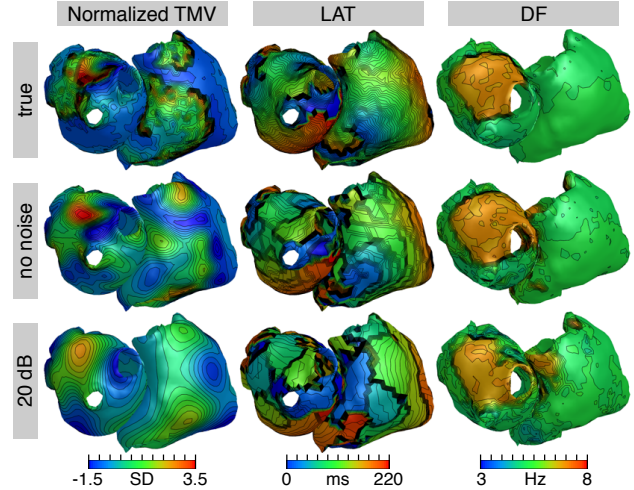 Normalized TMV LAT DF
true
no noise
20 dB
-1.5 SD 3.5 0 ms 220 3 Hz 8